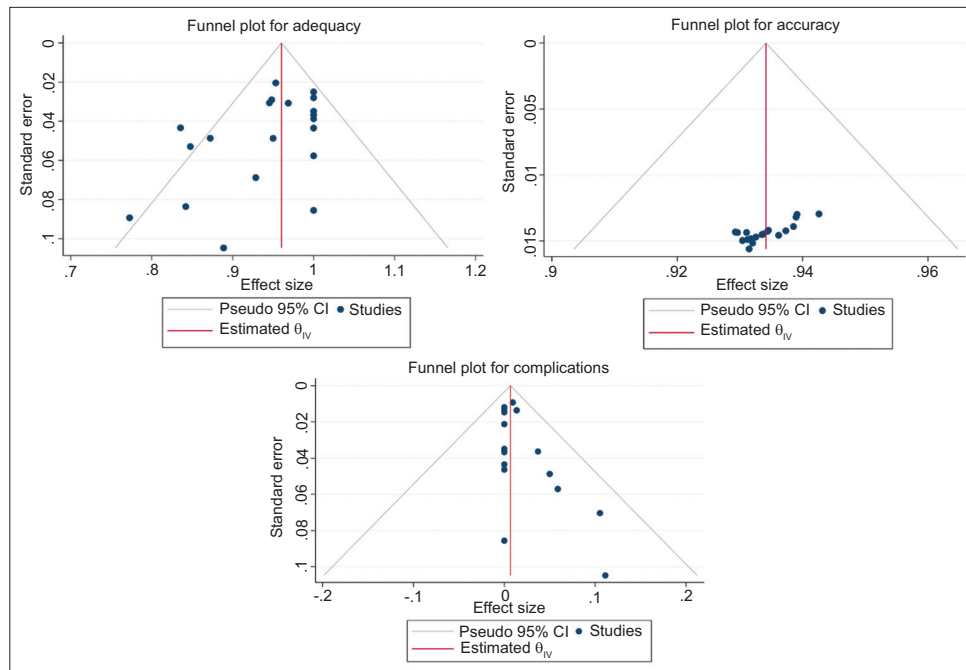 Funnel plot for adequacy
0
.02
.04
.06
.08
.1
Standard error
.7
.8
.9
1
1.1
1.2
Effect size
Pseudo 95% CI
Studies
Estimated θIV
Funnel plot for accuracy
0
.005
.01
.015
Standard error
.9
.92
.94
.96
Effect size
Pseudo 95% CI
Studies
Estimated θIV
Funnel plot for complications
0
.02
.04
.06
.08
.1
Standard error
-.2
-.1
0
.1
.2
Effect size
Pseudo 95% CI
Studies
Estimated θIV